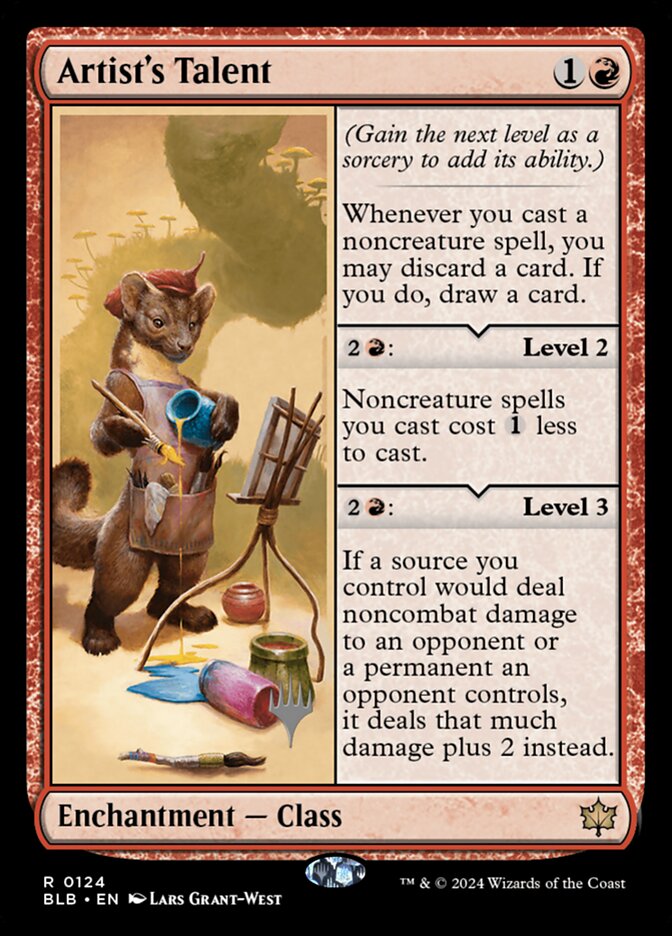 Artist's Talent 1
(Gain the next level as a
sorcery to add its ability.)
Whenever you cast a
noncreature spell, you
may discard a card. If
you do, draw a card.
2 : Level 2
Noncreature spells
you cast cost 1 less
to cast.
2 : Level 3
If a source you
control would deal
noncombat damage
to an opponent or
a permanent an
opponent controls,
it deals that much
damage plus 2 instead.
Enchantment — Class
R 0124
BLB • EN Lars Grant-West
™ & © 2024 Wizards of the Coast